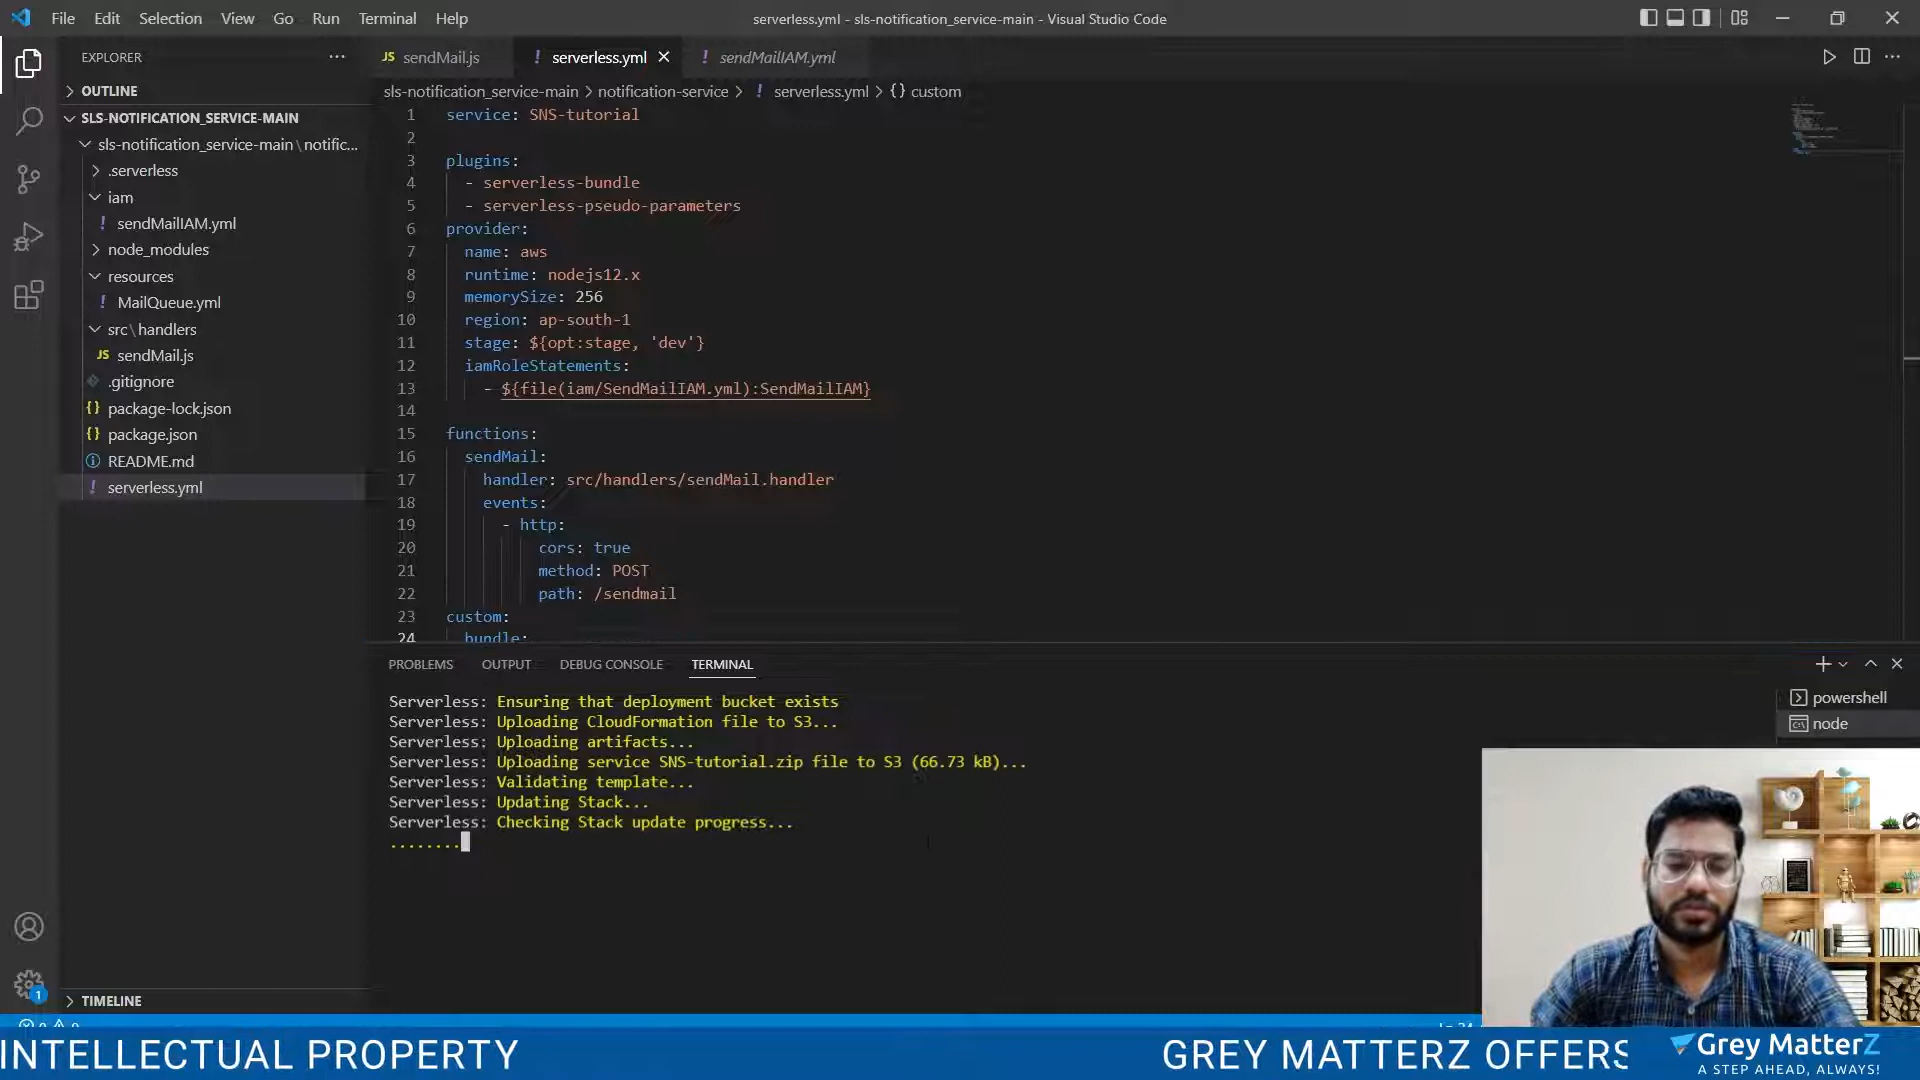 File Edit Selection View Go Run Terminal Help
serverless.yml - sls-notification_service-main - Visual Studio Code
EXPLORER
OUTLINE
SLS-NOTIFICATION_SERVICE-MAIN
sls-notification_service-main\notific...
.serverless
iam
! sendMailIAM.yml
node_modules
resources
! MailQueue.yml
src\handlers
JS sendMail.js
.gitignore
{} package-lock.json
{} package.json
README.md
! serverless.yml
TIMELINE
1
JS sendMail.js
! serverless.yml
! sendMailIAM.yml
sls-notification_service-main > notification-service > ! serverless.yml > {} custom
1 service: SNS-tutorial
2
3 plugins:
4 - serverless-bundle
5 - serverless-pseudo-parameters
6 provider:
7 name: aws
8 runtime: nodejs12.x
9 memorySize: 256
10 region: ap-south-1
11 stage: ${opt:stage, 'dev'}
12 iamRoleStatements:
13 - ${file(iam/SendMailIAM.yml):SendMailIAM}
14
15 functions:
16 sendMail:
17 handler: src/handlers/sendMail.handler
18 events:
19 - http:
20 cors: true
21 method: POST
22 path: /sendmail
23 custom:
24 bundle:
PROBLEMS OUTPUT DEBUG CONSOLE TERMINAL
Serverless: Ensuring that deployment bucket exists
Serverless: Uploading CloudFormation file to S3...
Serverless: Uploading artifacts...
Serverless: Uploading service SNS-tutorial.zip file to S3 (66.73 kB)...
Serverless: Validating template...
Serverless: Updating Stack...
Serverless: Checking Stack update progress...
........
powershell
node
INTELLECTUAL PROPERTY
GREY MATTERZ OFFERS
Grey MatterZ
A STEP AHEAD, ALWAYS!